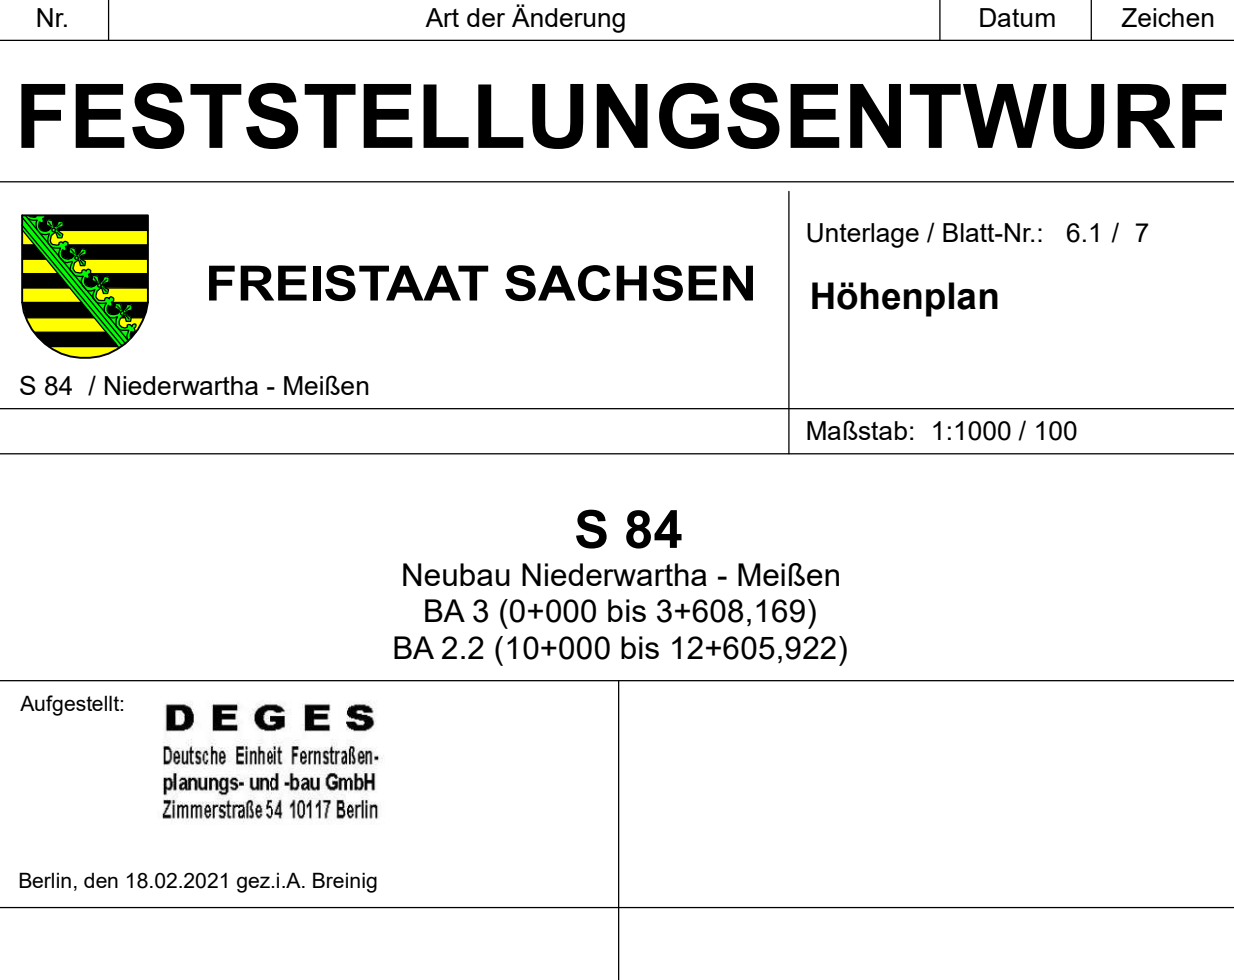 Nr. Art der Änderung Datum Zeichen
FESTSTELLUNGSENTWURF
FREISTAAT SACHSEN
S 84 / Niederwartha - Meißen
Unterlage / Blatt-Nr.: 6.1 / 7
Höhenplan
Maßstab: 1:1000 / 100
S 84
Neubau Niederwartha - Meißen
BA 3 (0+000 bis 3+608,169)
BA 2.2 (10+000 bis 12+605,922)
Aufgestellt:
DEGES
Deutsche Einheit Fernstraßen-
planungs- und -bau GmbH
Zimmerstraße 54 10117 Berlin
Berlin, den 18.02.2021 gez.i.A. Breinig